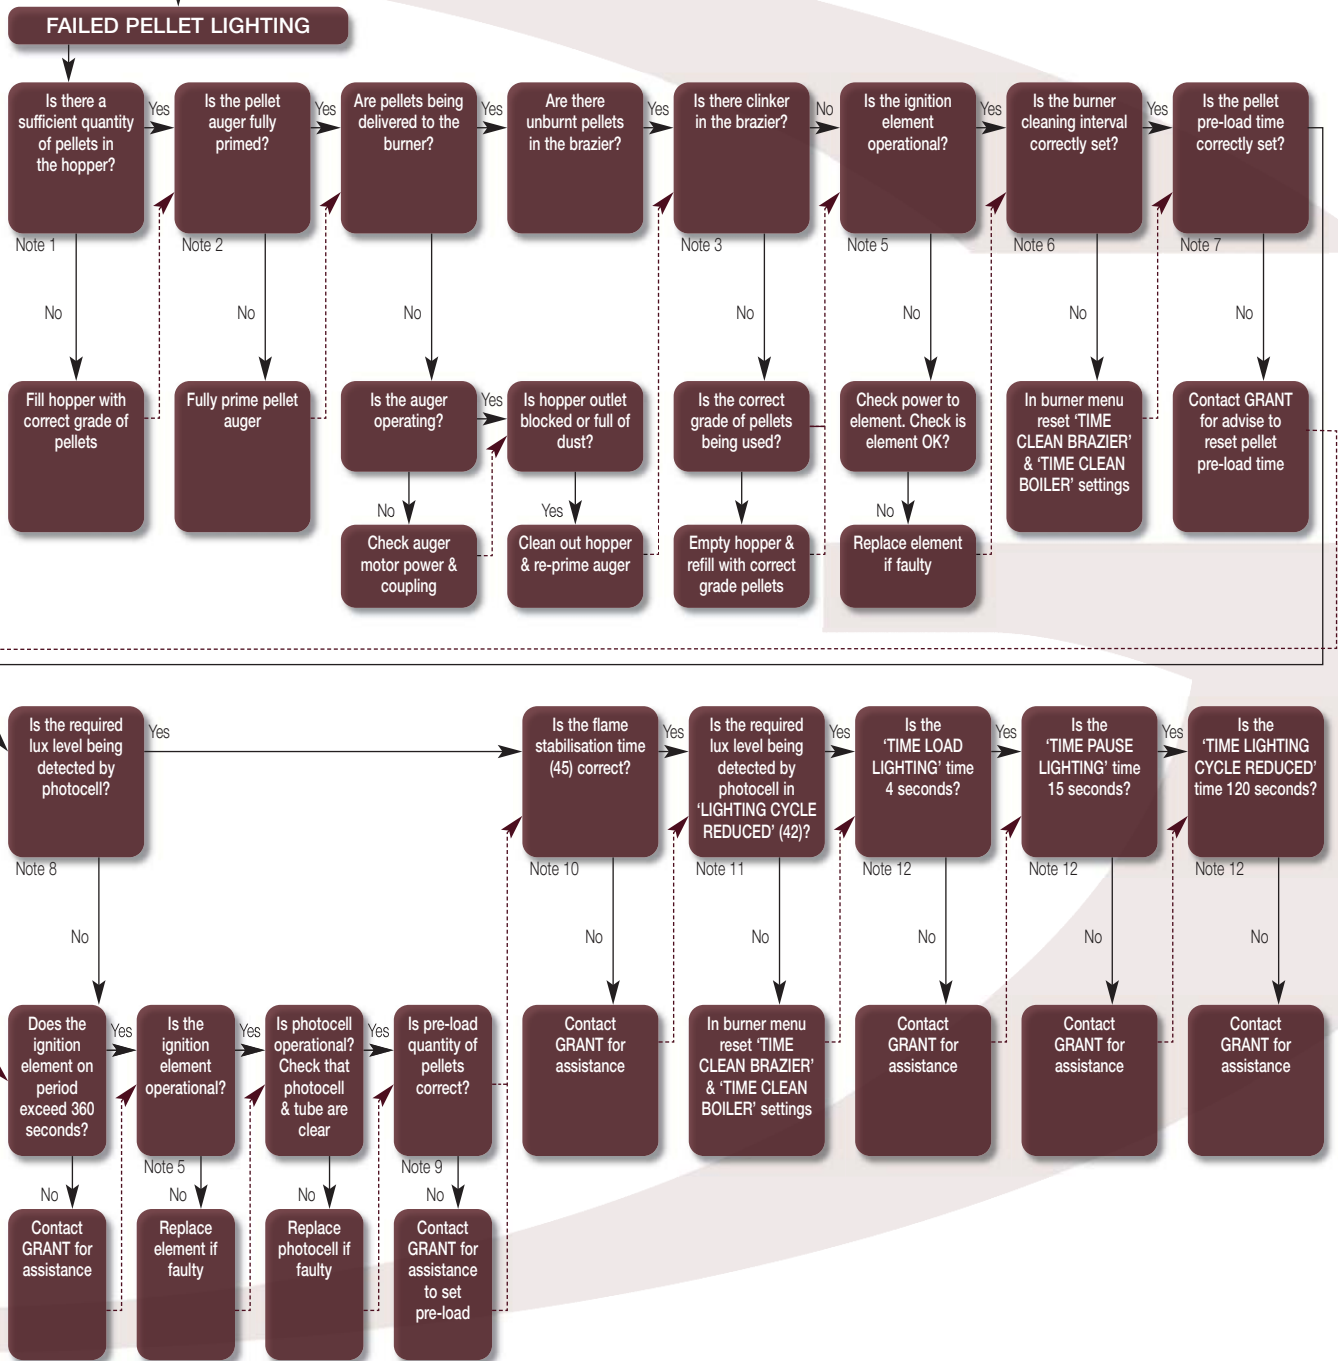 FAILED PELLET LIGHTING
Is there a
sufficient quantity
of pellets in
the hopper?
Yes
Is the pellet
auger fully
primed?
Yes
Are pellets being
delivered to the
burner?
Yes
Are there
unburnt pellets
in the brazier?
Yes
Is there clinker
in the brazier?
No
Is the ignition
element
operational?
Yes
Is the burner
cleaning interval
correctly set?
Yes
Is the pellet
pre-load time
correctly set?
Note 1
Note 2
Note 3
Note 5
Note 6
Note 7
No
No
No
No
No
No
No
Fill hopper with
correct grade of
pellets
Fully prime pellet
auger
Is the auger
operating?
Yes
Is hopper outlet
blocked or full of
dust?
Is the correct
grade of pellets
being used?
Check power to
element. Check is
element OK?
In burner menu
reset ‘TIME
CLEAN BRAZIER’
& ‘TIME CLEAN
BOILER’ settings
Contact GRANT
for advise to
reset pellet
pre-load time
No
Yes
No
Check auger
motor power &
coupling
Clean out hopper
& re-prime auger
Empty hopper &
refill with correct
grade pellets
Replace element
if faulty
Is the required
lux level being
detected by
photocell?
Yes
Is the flame
stabilisation time
(45) correct?
Yes
Is the required
lux level being
detected by
photocell in
‘LIGHTING CYCLE
REDUCED’ (42)?
Yes
Is the
‘TIME LOAD
LIGHTING’ time
4 seconds?
Yes
Is the
‘TIME PAUSE
LIGHTING’ time
15 seconds?
Yes
Is the
‘TIME LIGHTING
CYCLE REDUCED’
time 120 seconds?
Note 8
Note 10
Note 11
Note 12
Note 12
Note 12
No
No
No
No
No
No
Does the
ignition
element on
period
exceed 360
seconds?
Yes
Is the
ignition
element
operational?
Yes
Is photocell
operational?
Check that
photocell
& tube are
clear
Yes
Is pre-load
quantity of
pellets
correct?
Contact
GRANT for
assistance
In burner menu
reset ‘TIME
CLEAN BRAZIER’
& ‘TIME CLEAN
BOILER’ settings
Contact
GRANT for
assistance
Contact
GRANT for
assistance
Contact
GRANT for
assistance
Note 5
Note 9
No
No
No
No
Contact
GRANT for
assistance
Replace
element if
faulty
Replace
photocell if
faulty
Contact
GRANT for
assistance
to set
pre-load